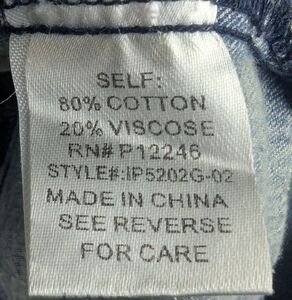 SELF:
80% COTTON
20% VISCOSE
RN# P12246
STYLE#:IP5202G-02
MADE IN CHINA
SEE REVERSE
FOR CARE